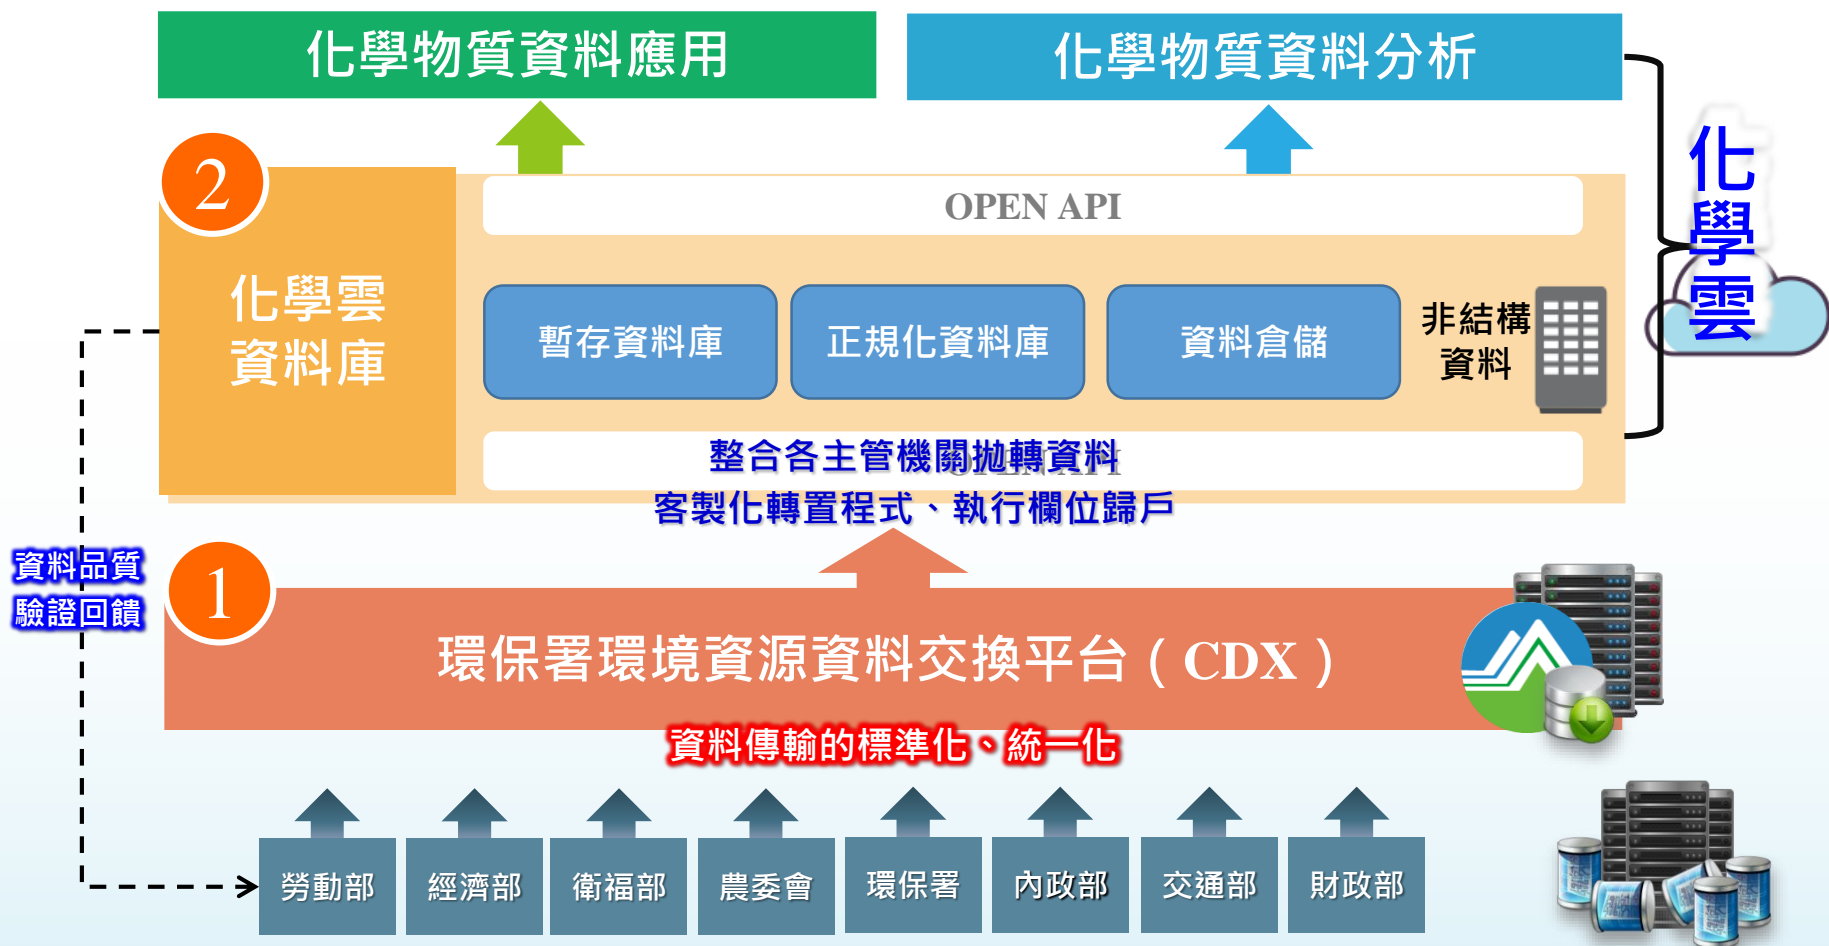 化學物質資料應用
化學物質資料分析
化學雲
2
OPEN API
化學雲
資料庫
暫存資料庫
正規化資料庫
資料倉儲
非結構
資料
OPEN API
整合各主管機關拋轉資料
客製化轉置程式、執行欄位歸戶
資料品質
驗證回饋
1
環保署環境資源資料交換平台（CDX）
資料傳輸的標準化、統一化
勞動部
經濟部
衛福部
農委會
環保署
內政部
交通部
財政部